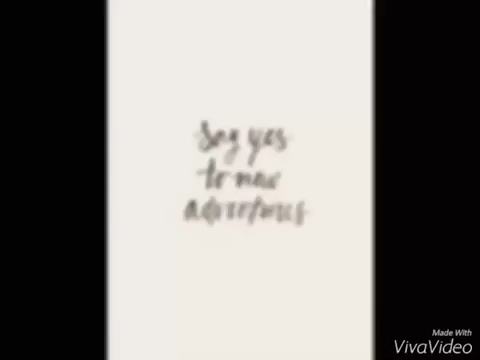 Say yes
to new
adventures
Made With
VivaVideo